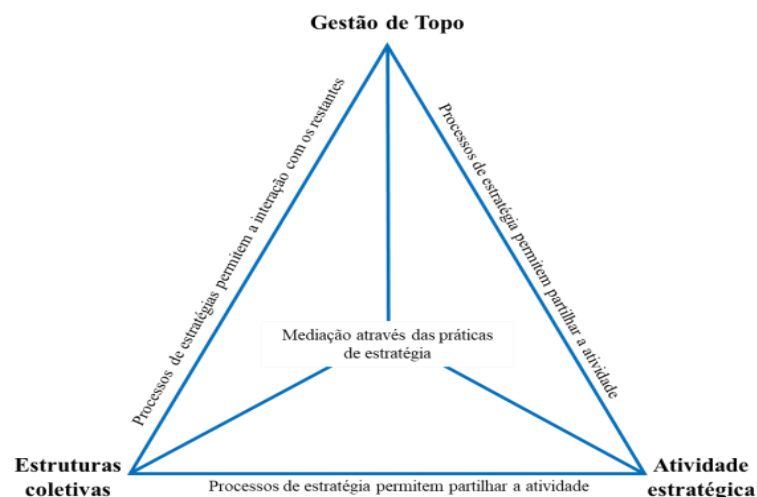 Gestão de Topo
Processos de estratégias permitem a interação com os restantes
Processos de estratégia permitem partilhar a atividade
Mediação através das práticas
de estratégia
Estruturas
coletivas
Processos de estratégia permitem partilhar a atividade
Atividade
estratégica